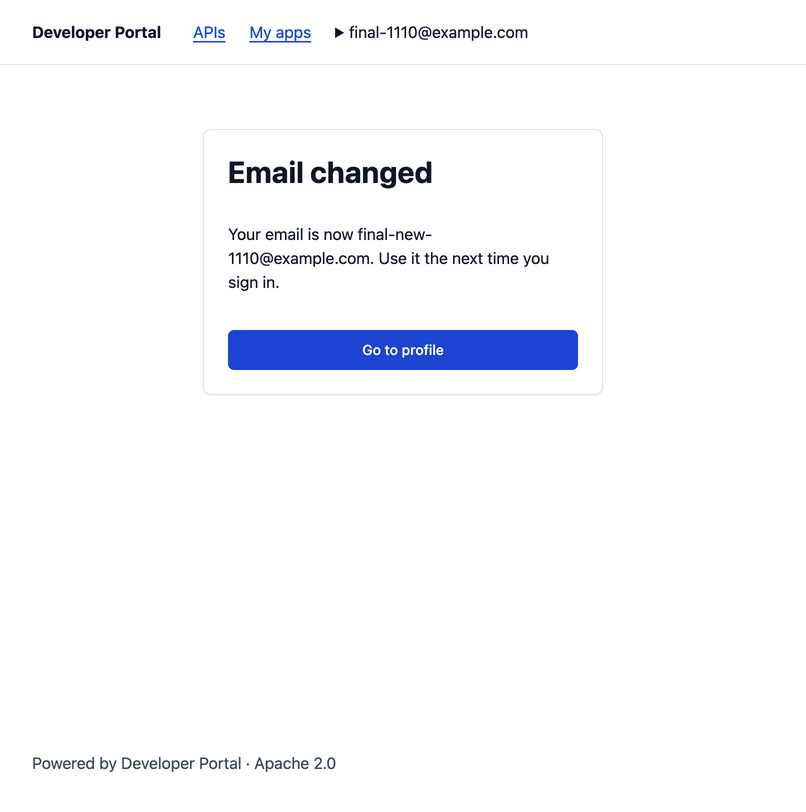 Developer Portal APIs My apps ▶ final-1110@example.com
Email changed
Your email is now final-new-
1110@example.com. Use it the next time you
sign in.
Go to profile
Powered by Developer Portal · Apache 2.0